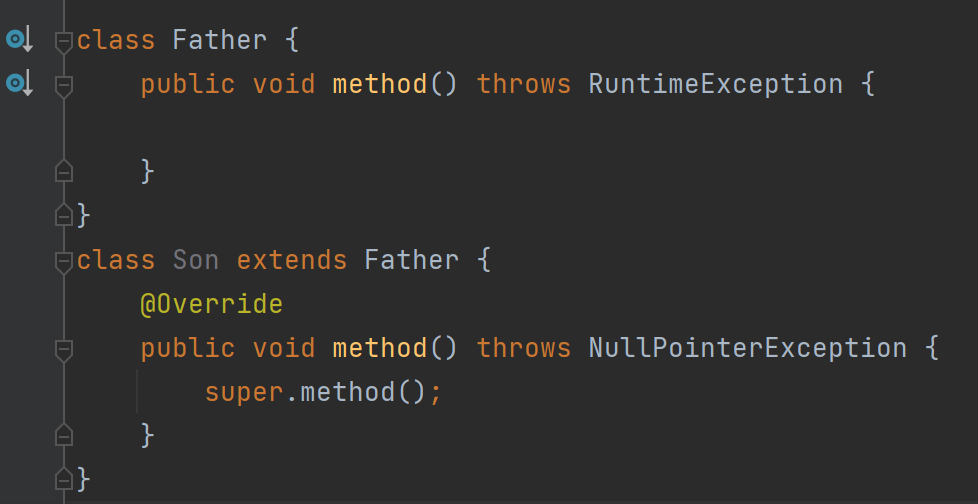 class Father {
    public void method() throws RuntimeException {

    }
}
class Son extends Father {
    @Override
    public void method() throws NullPointerException {
        super.method();
    }
}